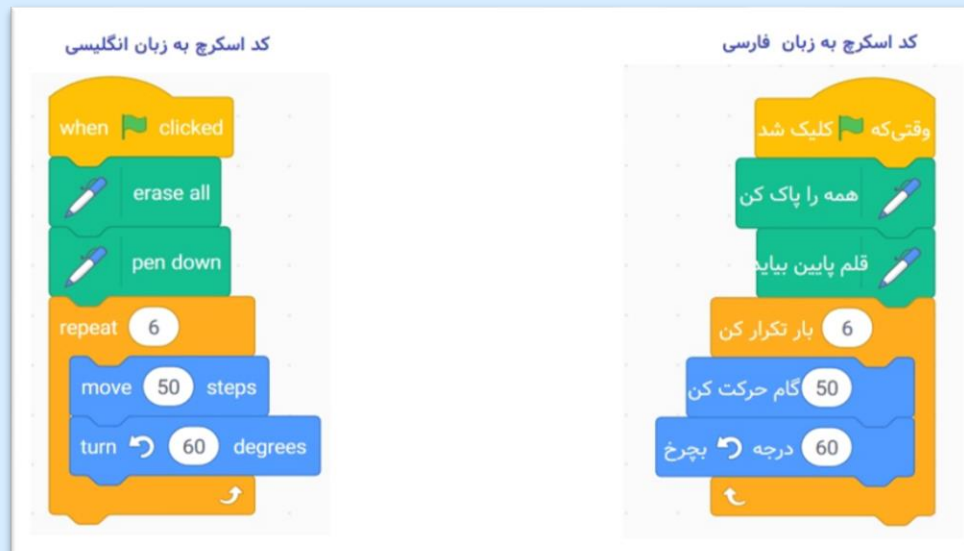 کد اسکرچ به زبان انگلیسی
when clicked
erase all
pen down
repeat 6
move 50 steps
turn 60 degrees
کد اسکرچ به زبان فارسی
وقتی‌که کلیک شد
همه را پاک کن
قلم پایین بیاید
6 بار تکرار کن
50 گام حرکت کن
60 درجه بچرخ